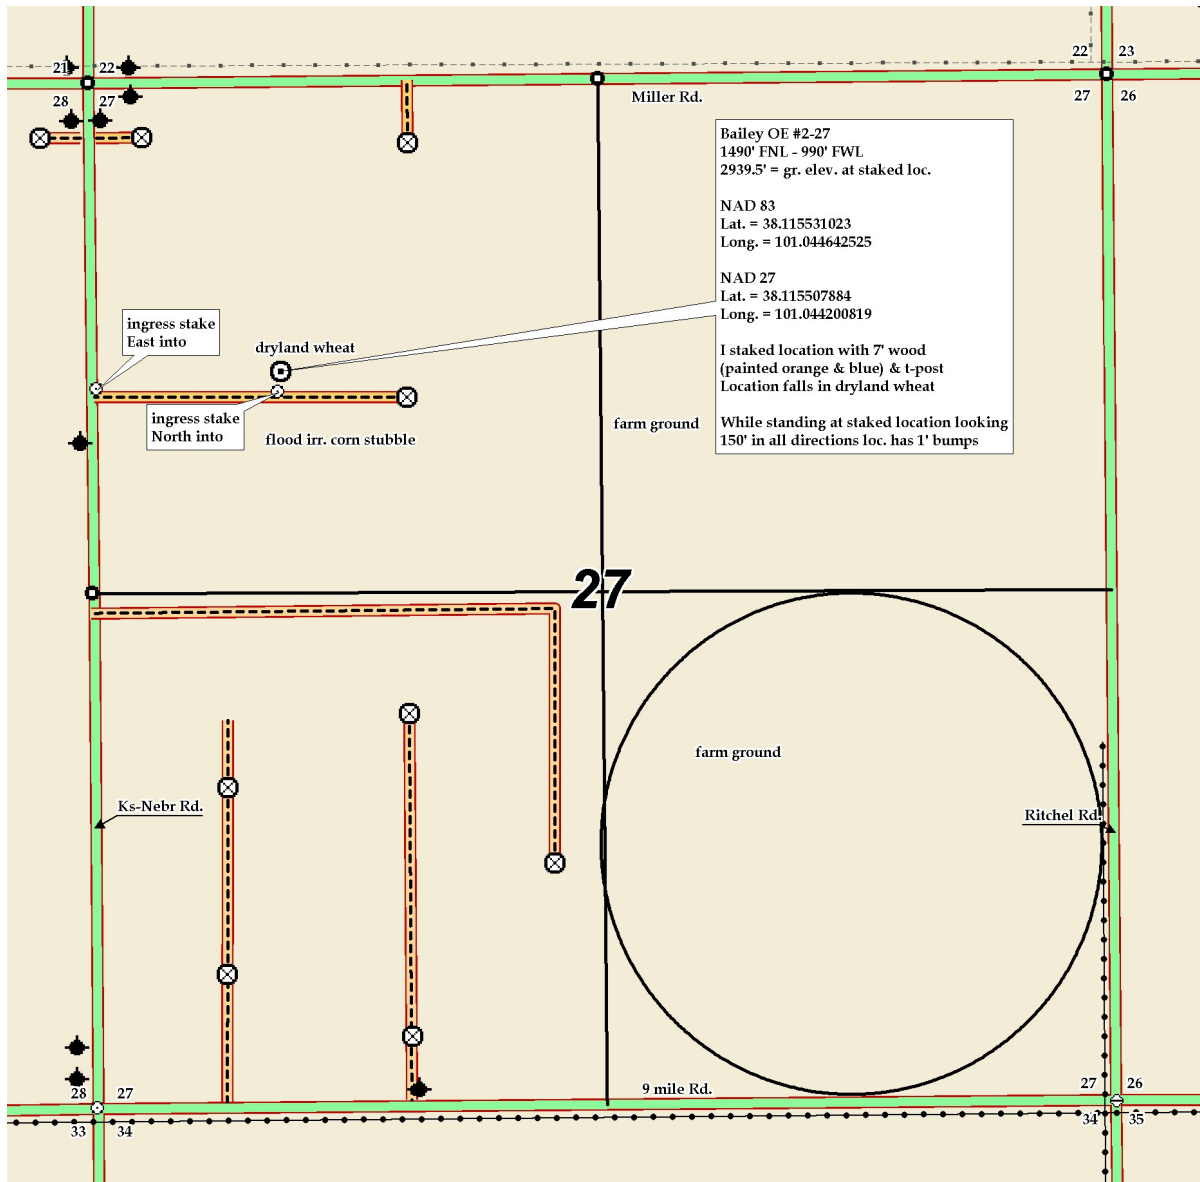 22 23
21 22
27 26
28 27
Miller Rd.
Bailey OE #2-27
1490' FNL - 990' FWL
2939.5' = gr. elev. at staked loc.
NAD 83
Lat. = 38.115531023
Long. = 101.044642525
NAD 27
Lat. = 38.115507884
Long. = 101.044200819
I staked location with 7' wood
(painted orange & blue) & t-post
Location falls in dryland wheat
While standing at staked location looking
150' in all directions loc. has 1' bumps
ingress stake
East into
dryland wheat
ingress stake
North into
flood irr. corn stubble
farm ground
27
farm ground
Ks-Nebr Rd.
Ritchel Rd.
9 mile Rd.
28 27
27 26
33 34
34 35